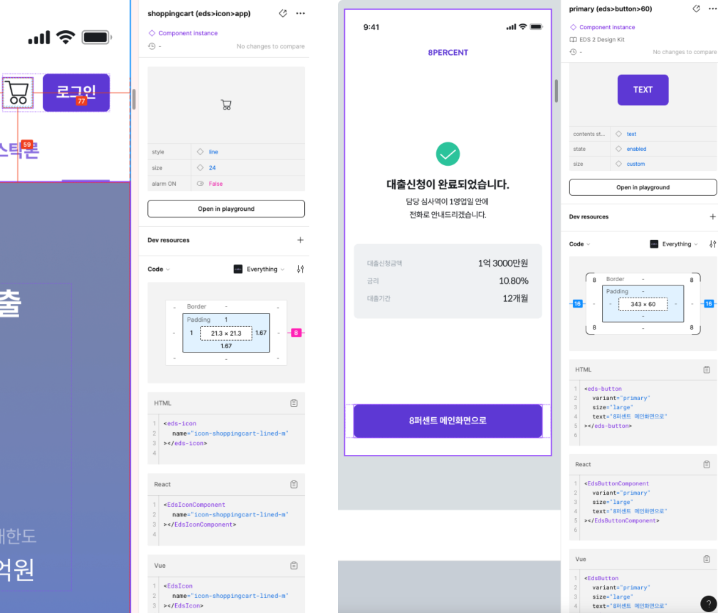 로그인
77
59
스탁론
출
대한도
억원
shoppingcart (eds>icon>app)
Component instance
-
No changes to compare
style
line
size
24
alarm ON
False
Open in playground
Dev resources
Code
Everything
Border
-
Padding
1
1
21.3 × 21.3
1.67
1.67
8
HTML
1 <eds-icon
2 name="icon-shoppingcart-lined-m"
3 ></eds-icon>
4
React
1 <EdsIconComponent
2 name="icon-shoppingcart-lined-m"
3 ></EdsIconComponent>
4
Vue
1 <EdsIcon
2 name="icon-shoppingcart-lined-m"
3 ></EdsIcon>
9:41
8PERCENT
대출신청이 완료되었습니다.
담당 심사역이 1영업일 안에
전화로 안내드리겠습니다.
대출신청금액 1억 3000만원
금리 10.80%
대출기간 12개월
8퍼센트 메인화면으로
primary (eds>button>60)
Component instance
EDS 2 Design Kit
-
No changes to compare
TEXT
contents st...
text
state
enabled
size
custom
Open in playground
Dev resources
Code
Everything
8
Border
-
8
Padding
-
16
343 × 60
16
8
8
HTML
1 <eds-button
2 variant="primary"
3 size="large"
4 text="8퍼센트 메인화면으로"
5 ></eds-button>
6
React
1 <EdsButtonComponent
2 variant="primary"
3 size="large"
4 text="8퍼센트 메인화면으로"
5 ></EdsButtonComponent>
6
Vue
1 <EdsButton
2 variant="primary"
3 size="large"
4 text="8퍼센트 메인화면으로"
?